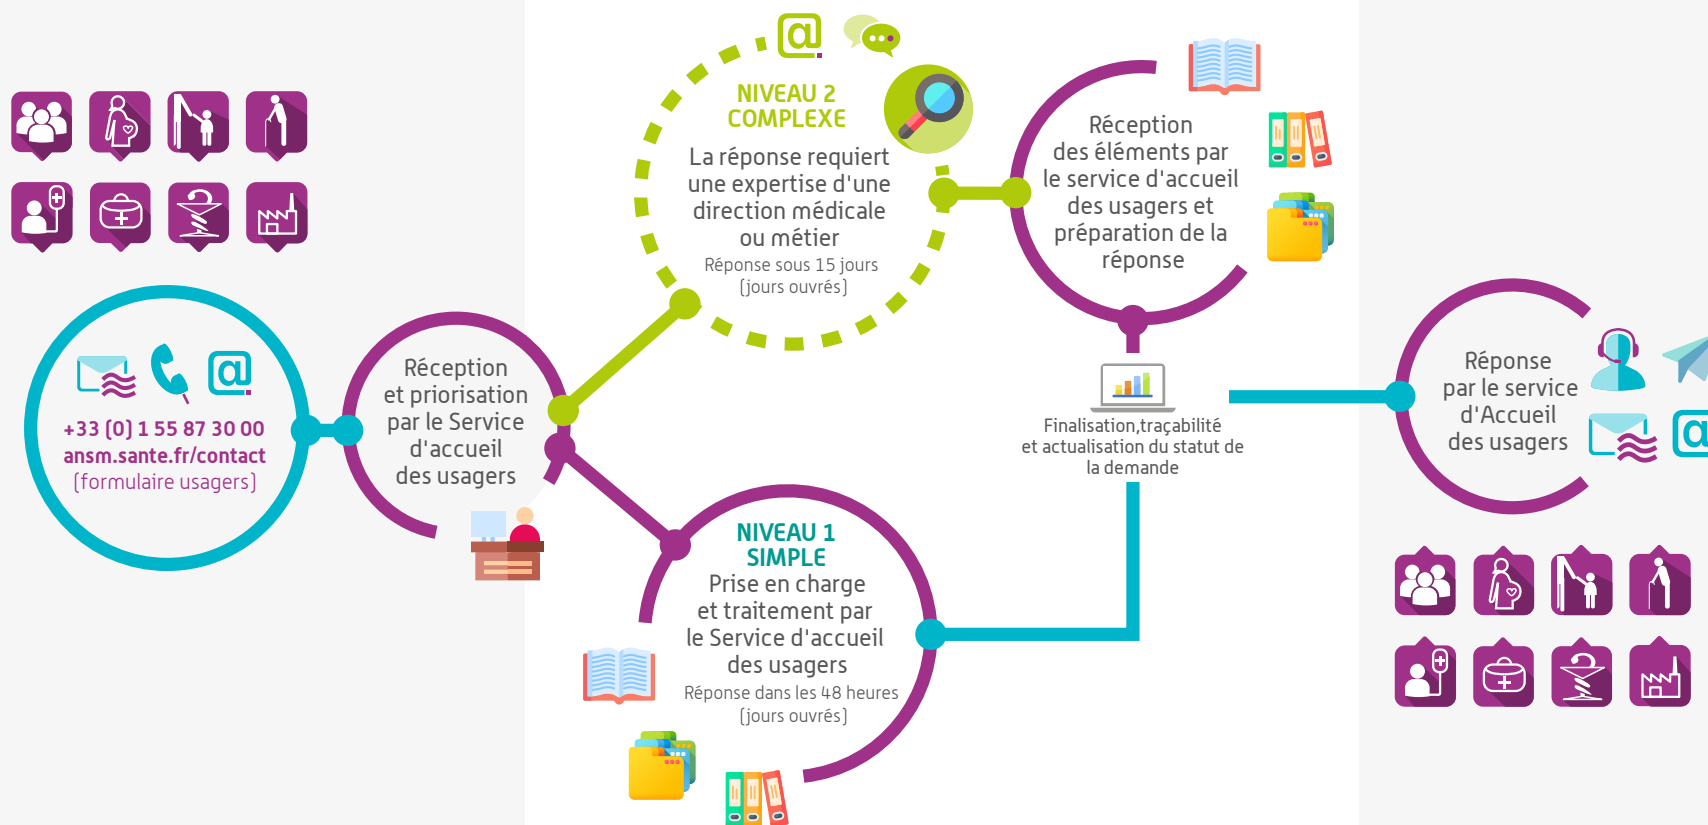 +33 (0) 1 55 87 30 00
ansm.sante.fr/contact
(formulaire usagers)
Réception
et priorisation
par le Service
d'accueil
des usagers
NIVEAU 2
COMPLEXE
La réponse requiert
une expertise d'une
direction médicale
ou métier
Réponse sous 15 jours
(jours ouvrés)
Réception
des éléments par
le service d'accueil
des usagers et
préparation de la
réponse
NIVEAU 1
SIMPLE
Prise en charge
et traitement par
le Service d'accueil
des usagers
Réponse dans les 48 heures
(jours ouvrés)
Finalisation,traçabilité
et actualisation du statut de
la demande
Réponse
par le service
d'Accueil
des usagers